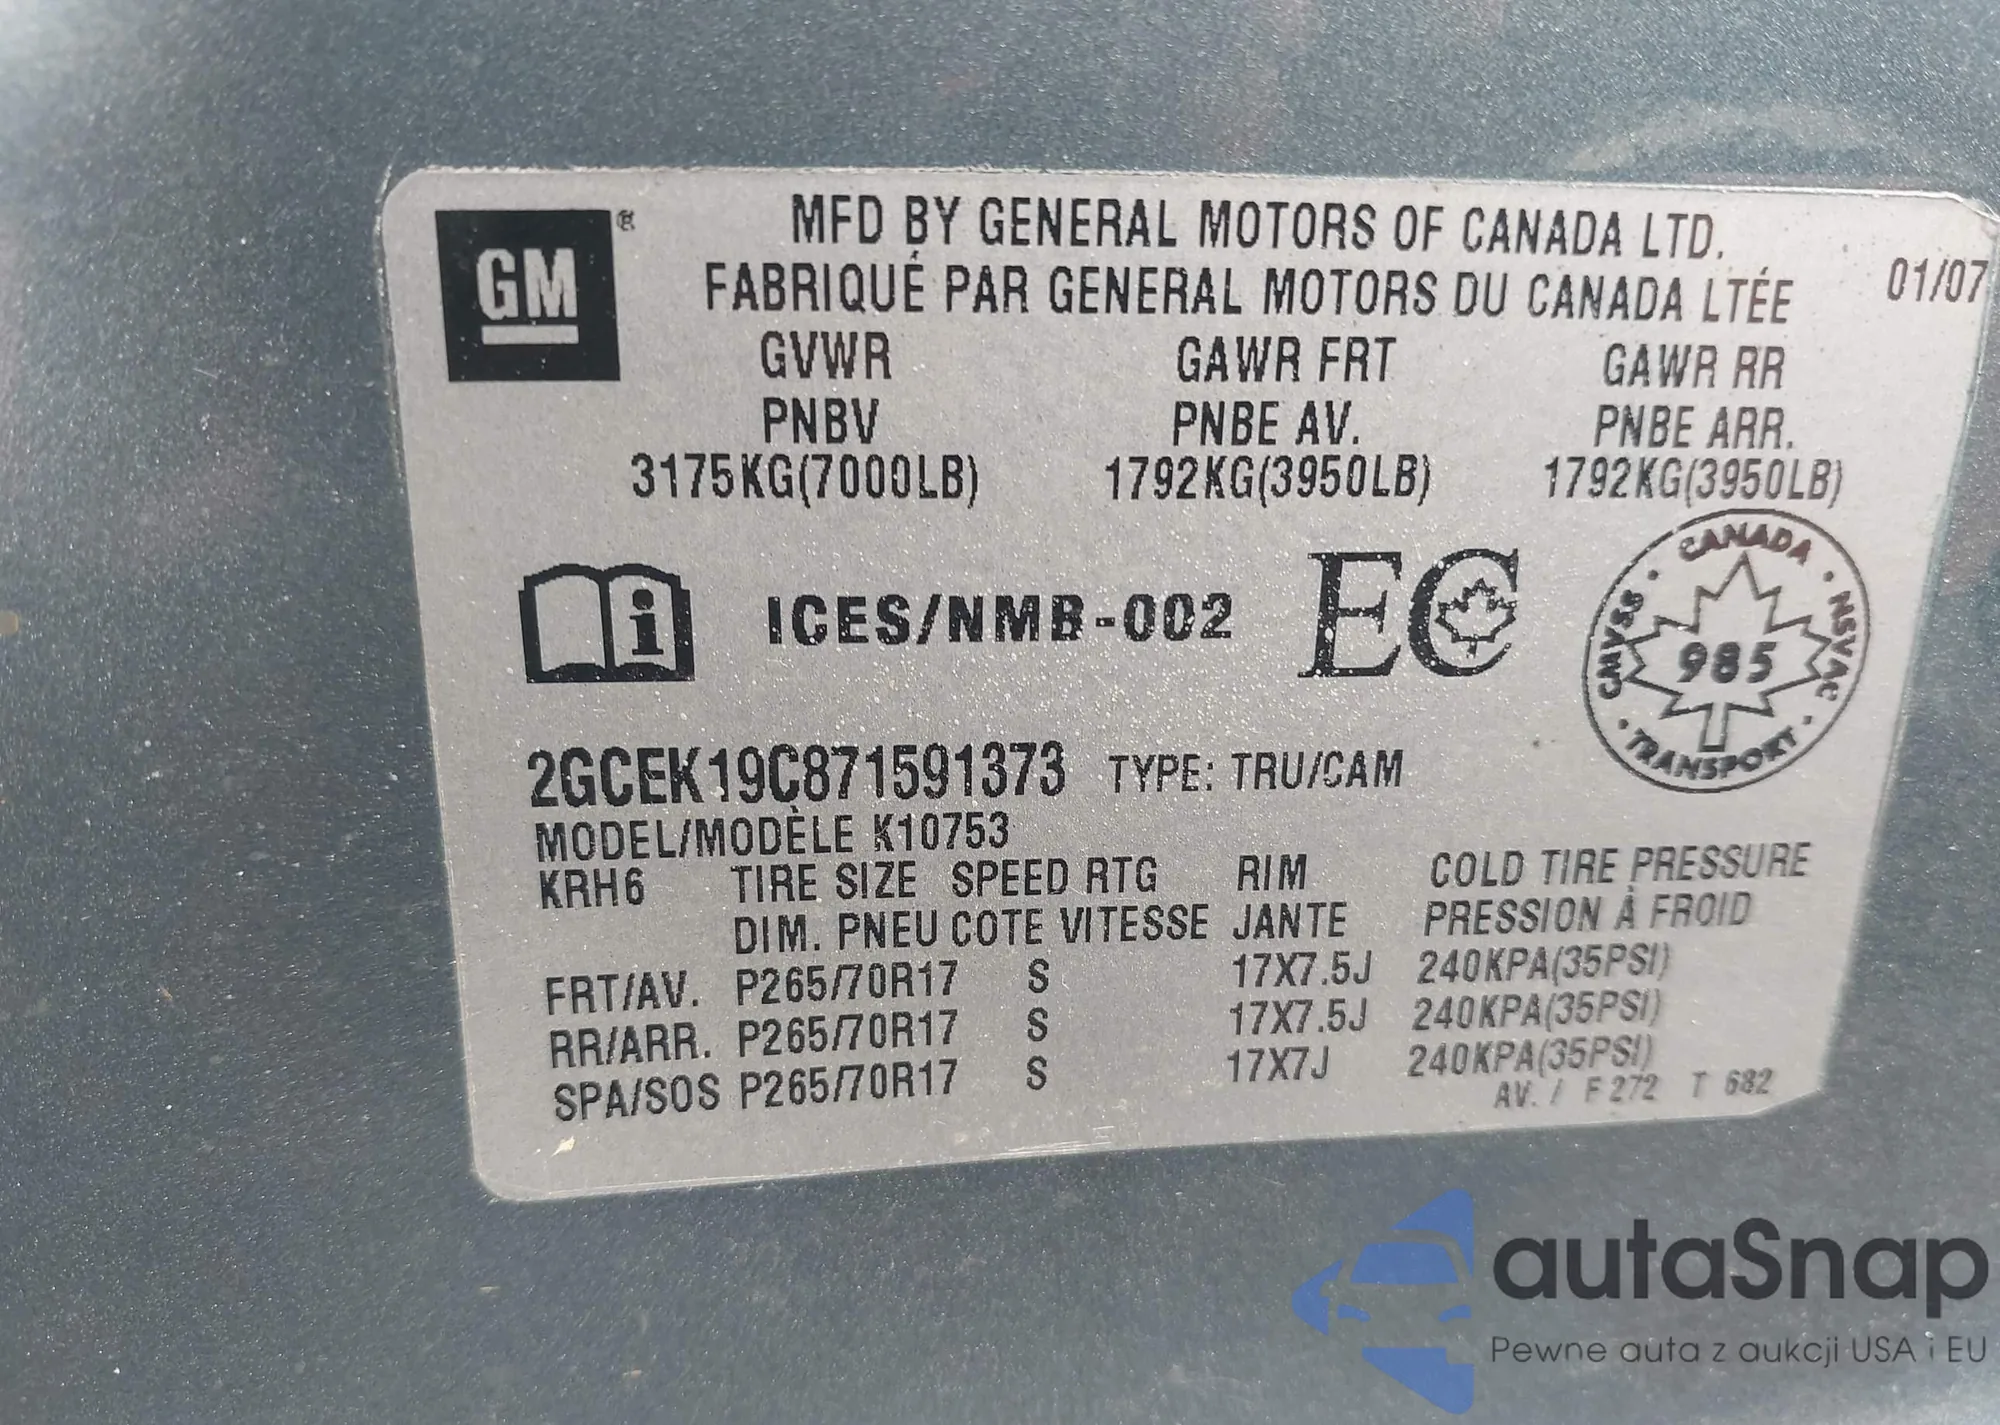 GM®
MFD BY GENERAL MOTORS OF CANADA LTD.
FABRIQUÉ PAR GENERAL MOTORS DU CANADA LTÉE
01/07
GVWR GAWR FRT GAWR RR
PNBV PNBE AV. PNBE ARR.
3175KG(7000LB) 1792KG(3950LB) 1792KG(3950LB)
i ICES/NMB-002 EC
CANADA · NSVAC · TRANSPORT · CMVSS ·
985
2GCEK19C871591373 TYPE: TRU/CAM
MODEL/MODÈLE K10753
KRH6 TIRE SIZE SPEED RTG RIM COLD TIRE PRESSURE
DIM. PNEU COTE VITESSE JANTE PRESSION À FROID
FRT/AV. P265/70R17 S 17X7.5J 240KPA(35PSI)
RR/ARR. P265/70R17 S 17X7.5J 240KPA(35PSI)
SPA/SOS P265/70R17 S 17X7J 240KPA(35PSI)
AV. / F 272 T 682
autaSnap
Pewne auta z aukcji USA i EU